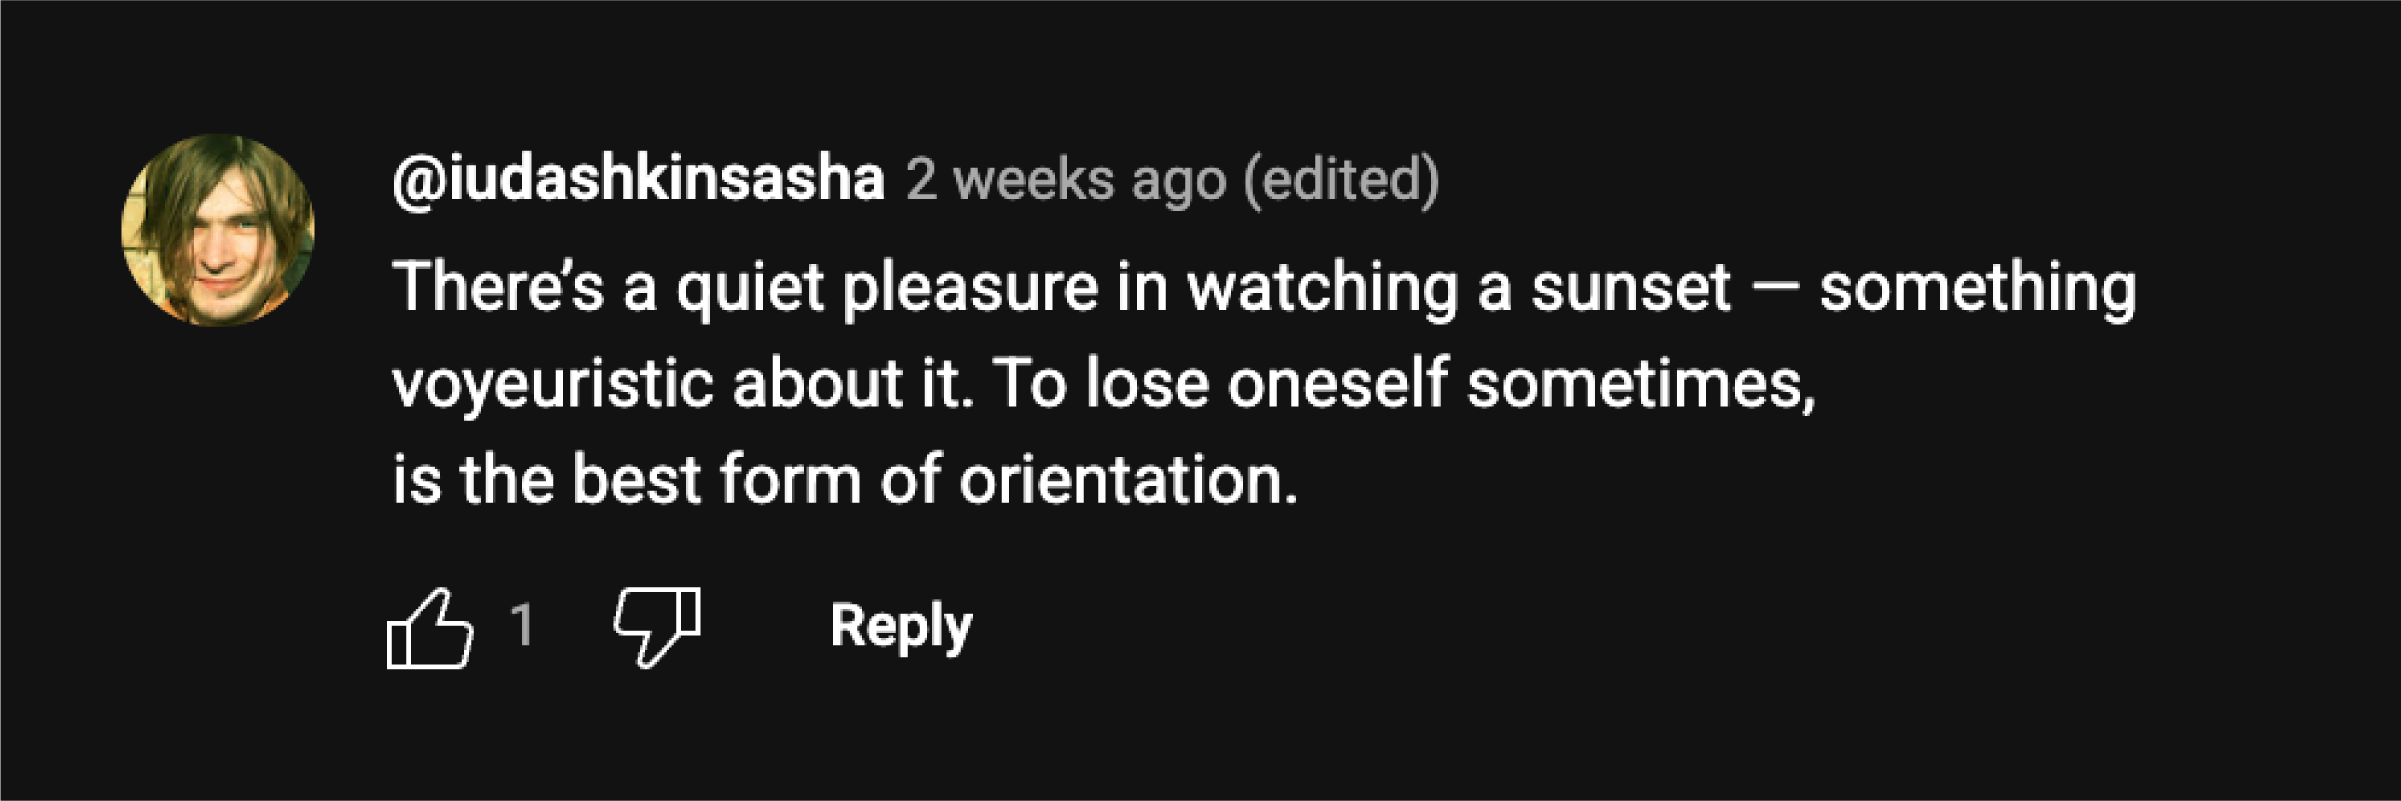 @iudashkinsasha 2 weeks ago (edited)
There’s a quiet pleasure in watching a sunset — something
voyeuristic about it. To lose oneself sometimes,
is the best form of orientation.
1 Reply